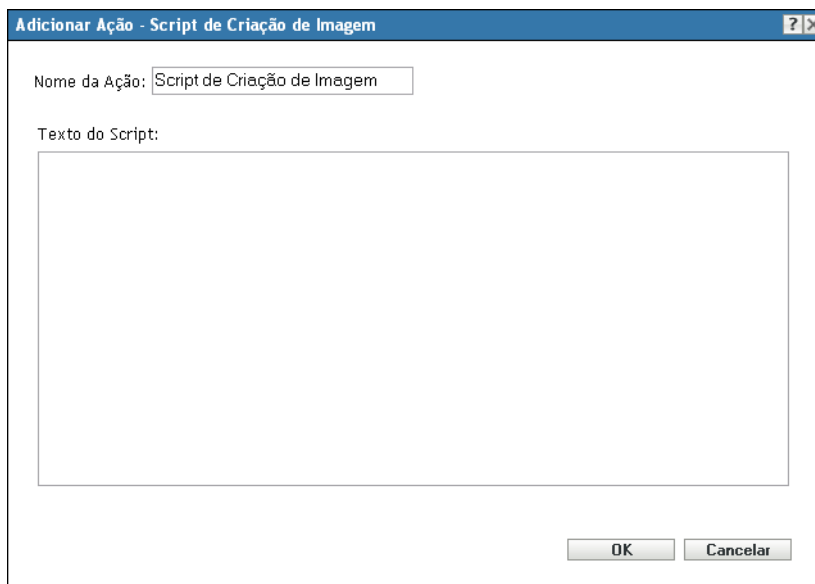 Adicionar Ação - Script de Criação de Imagem ?
Nome da Ação: Script de Criação de Imagem
Texto do Script:
OK Cancelar